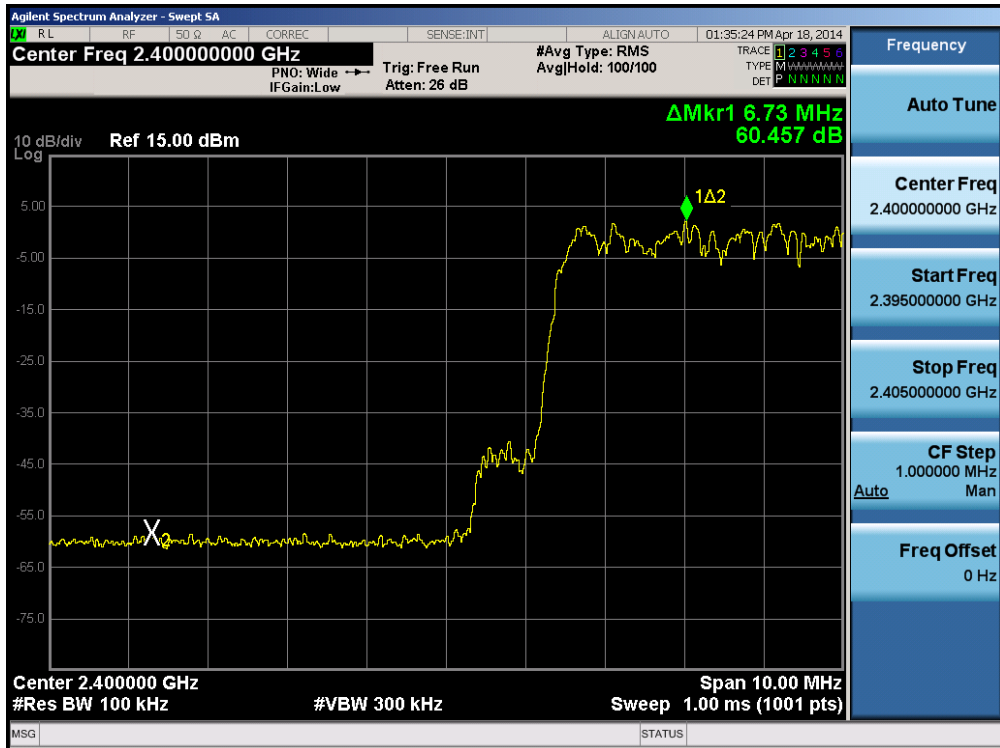 Agilent Spectrum Analyzer - Swept SA
LXI RL RF 50 Ω AC CORREC SENSE:INT ALIGN AUTO 01:35:24 PM Apr 18, 2014
Center Freq 2.400000000 GHz
PNO: Wide
IFGain:Low
Trig: Free Run
Atten: 26 dB
#Avg Type: RMS
Avg|Hold: 100/100
TRACE 1 2 3 4 5 6
TYPE M WWWWW
DET P N N N N N
ΔMkr1 6.73 MHz
60.457 dB
10 dB/div Ref 15.00 dBm
Log
1Δ2
5.00
-5.00
-15.0
-25.0
-35.0
-45.0
-55.0
-65.0
-75.0
X2
Center 2.400000 GHz
Span 10.00 MHz
#Res BW 100 kHz
#VBW 300 kHz
Sweep 1.00 ms (1001 pts)
MSG
STATUS
Frequency
Auto Tune
Center Freq
2.400000000 GHz
Start Freq
2.395000000 GHz
Stop Freq
2.405000000 GHz
CF Step
1.000000 MHz
Auto Man
Freq Offset
0 Hz